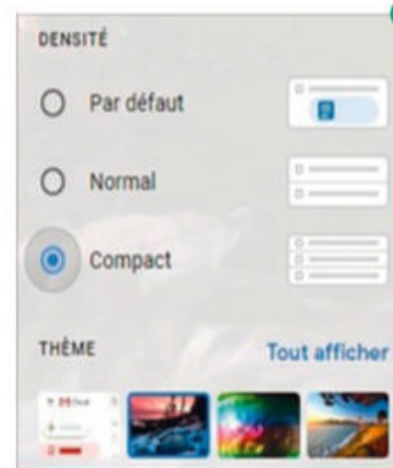 DENSITÉ
Par défaut
Normal
Compact
THÈME
Tout afficher